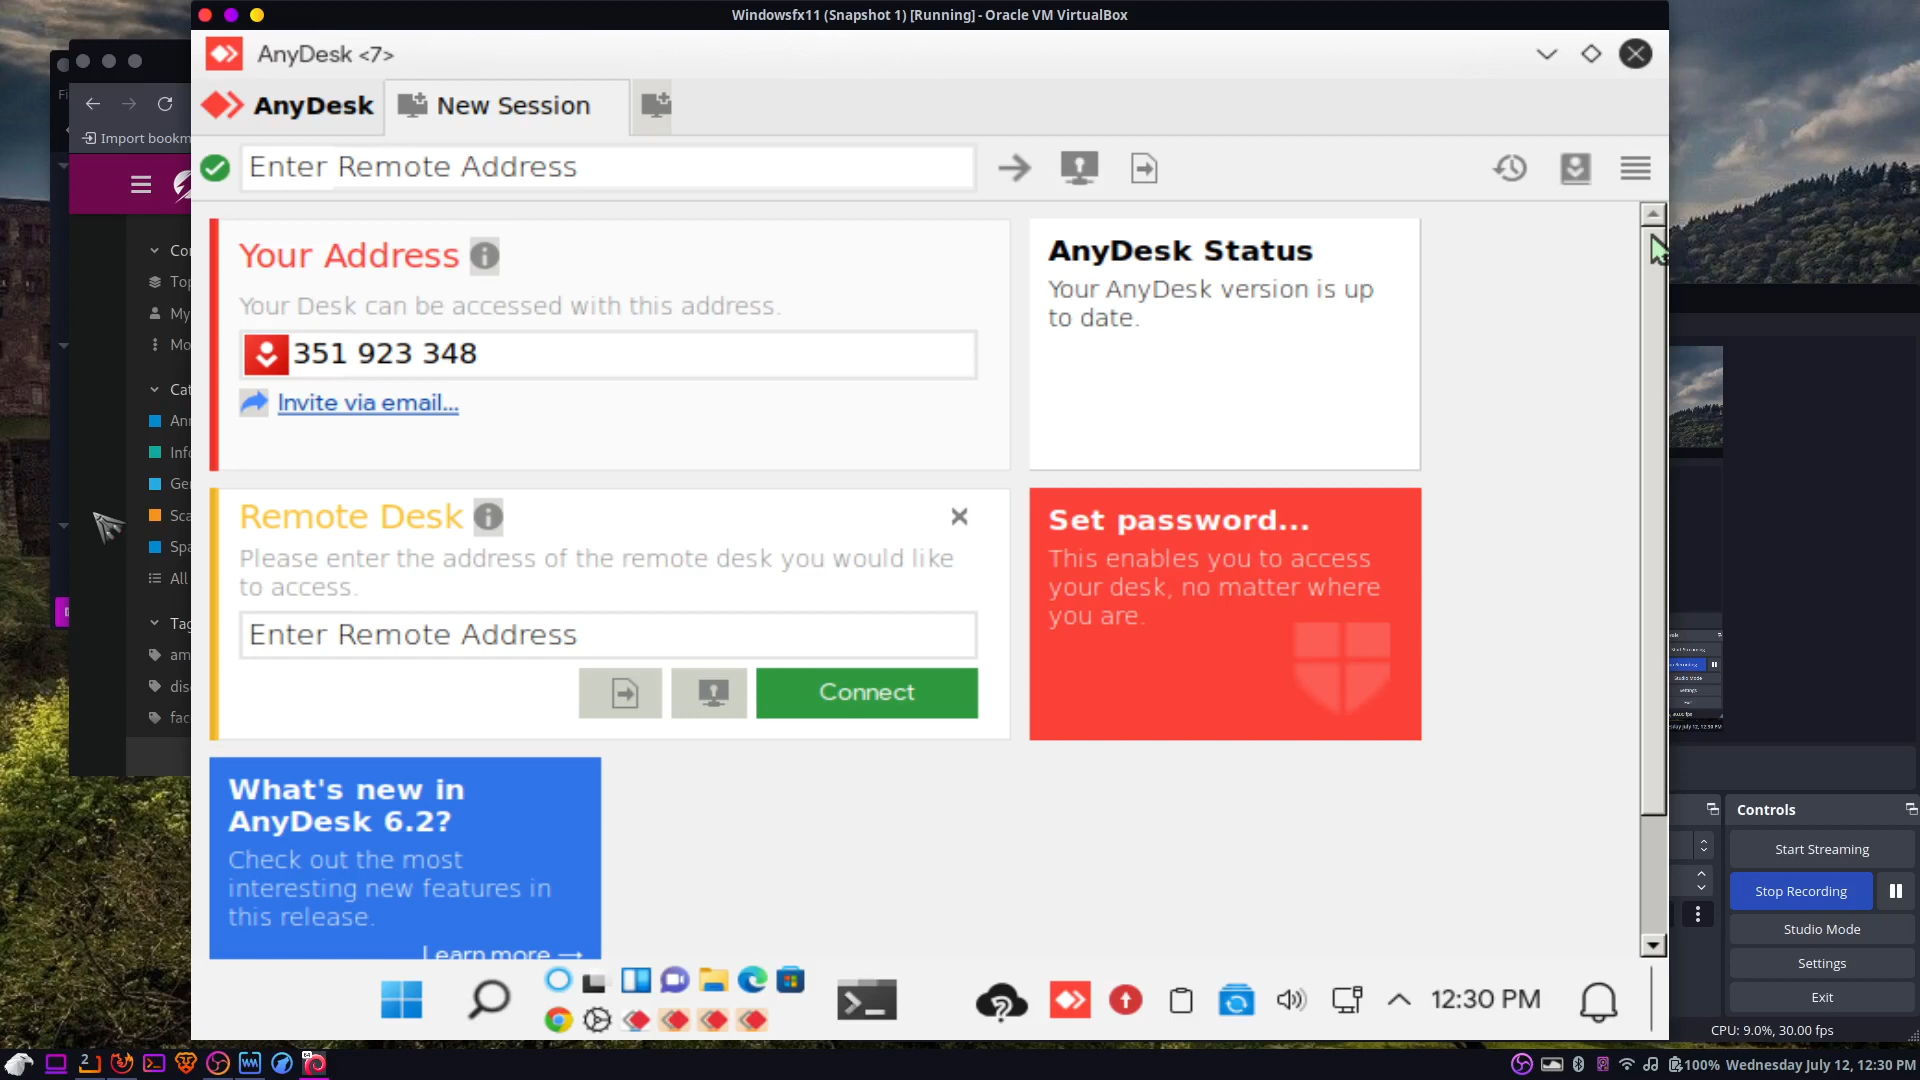 Windowsfx11 (Snapshot 1) [Running] - Oracle VM VirtualBox
AnyDesk <7>
AnyDesk
New Session
Enter Remote Address
Import bookm
Your Address
Your Desk can be accessed with this address.
351 923 348
Invite via email...
AnyDesk Status
Your AnyDesk version is up
to date.
Remote Desk
Please enter the address of the remote desk you would like
to access.
Enter Remote Address
Connect
Set password...
This enables you to access
your desk, no matter where
you are.
What's new in
AnyDesk 6.2?
Check out the most
interesting new features in
this release.
Learn more →
All
12:30 PM
Controls
Start Streaming
Stop Recording
Studio Mode
Settings
Exit
CPU: 9.0%, 30.00 fps
2
100% Wednesday July 12, 12:30 PM